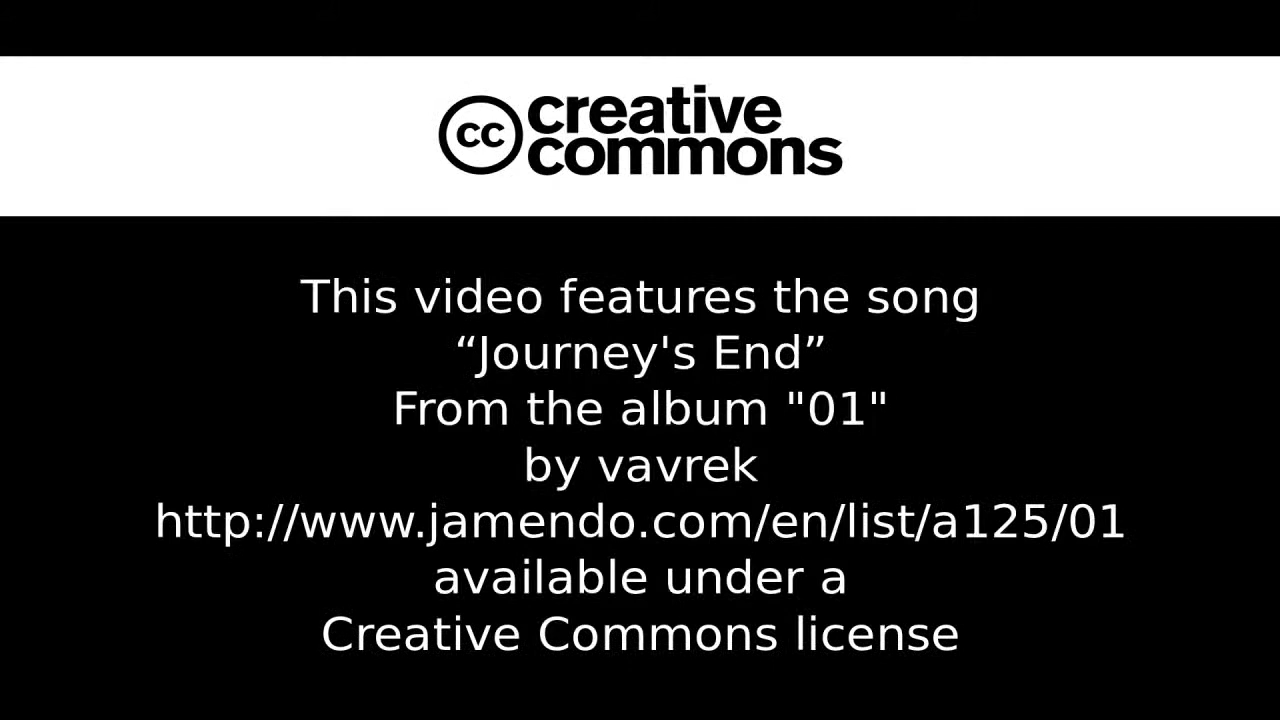 cc creative
commons
This video features the song
“Journey's End”
From the album "01"
by vavrek
http://www.jamendo.com/en/list/a125/01
available under a
Creative Commons license